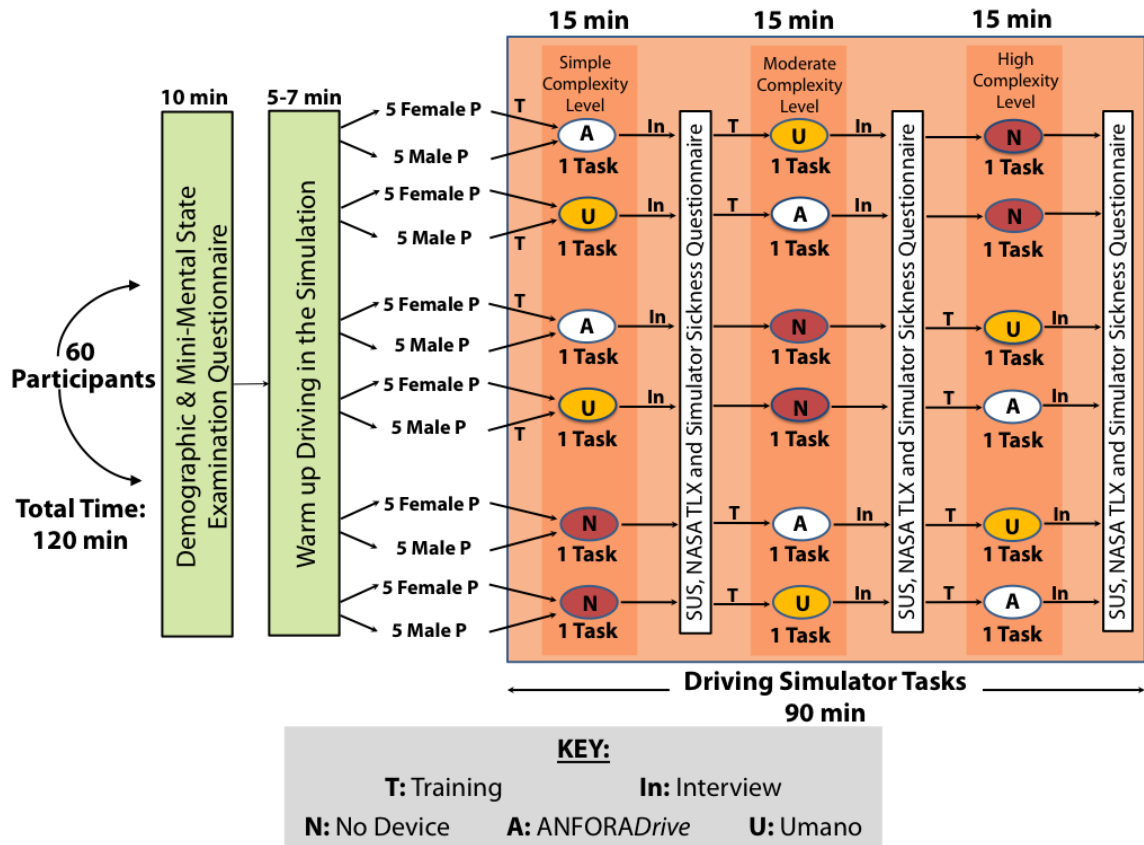 15 min
15 min
15 min
10 min
5-7 min
60
Participants
Total Time:
120 min
Demographic & Mini-Mental State
Examination Questionnaire
Warm up Driving in the Simulation
Simple
Complexity
Level
Moderate
Complexity
Level
High
Complexity
Level
5 Female P
T
5 Male P
A
1 Task
In
T
U
1 Task
In
N
1 Task
5 Female P
5 Male P
T
U
1 Task
In
T
A
1 Task
In
N
1 Task
5 Female P
T
5 Male P
A
1 Task
In
N
1 Task
T
U
1 Task
In
5 Female P
5 Male P
T
U
1 Task
In
N
1 Task
T
A
1 Task
In
5 Female P
5 Male P
N
1 Task
T
A
1 Task
In
T
U
1 Task
In
5 Female P
5 Male P
N
1 Task
T
U
1 Task
In
T
A
1 Task
In
SUS, NASA TLX and Simulator Sickness Questionnaire
SUS, NASA TLX and Simulator Sickness Questionnaire
SUS, NASA TLX and Simulator Sickness Questionnaire
Driving Simulator Tasks
90 min
KEY:
T: Training In: Interview
N: No Device A: ANFORADrive U: Umano